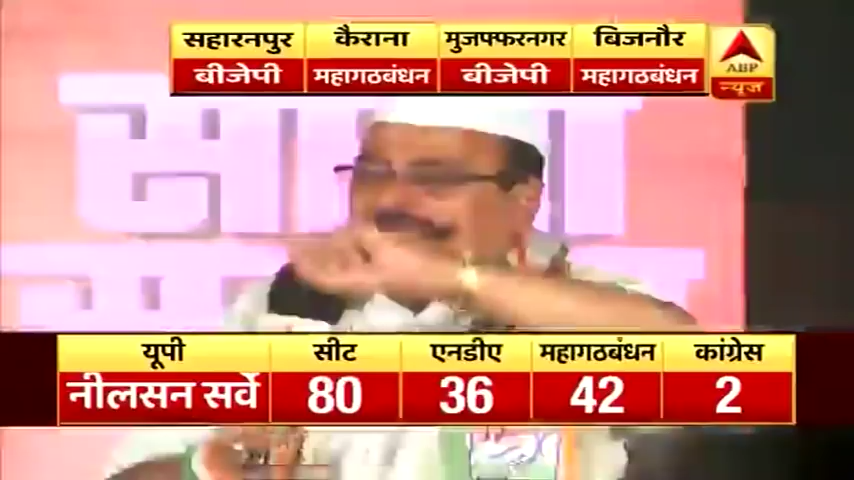 सहारनपुर कैराना मुजफ्फरनगर बिजनौर
बीजेपी महागठबंधन बीजेपी महागठबंधन
ABP
न्यूज़
यूपी सीट एनडीए महागठबंधन कांग्रेस
नीलसन सर्वे 80 36 42 2